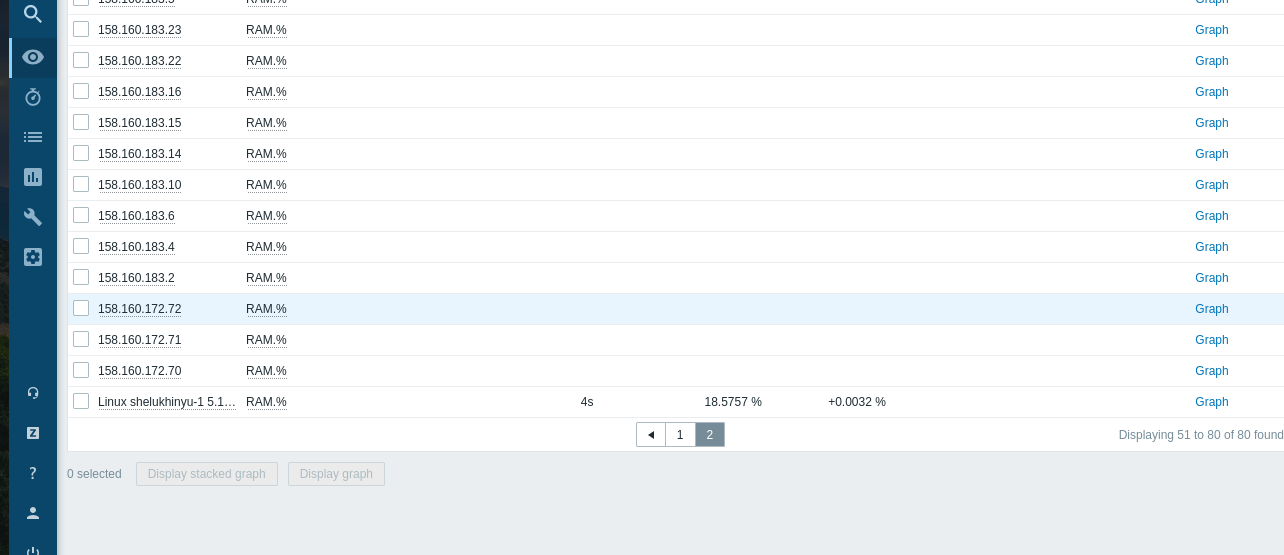 158.160.183.23 RAM.% Graph
158.160.183.22 RAM.% Graph
158.160.183.16 RAM.% Graph
158.160.183.15 RAM.% Graph
158.160.183.14 RAM.% Graph
158.160.183.10 RAM.% Graph
158.160.183.6 RAM.% Graph
158.160.183.4 RAM.% Graph
158.160.183.2 RAM.% Graph
158.160.172.72 RAM.% Graph
158.160.172.71 RAM.% Graph
158.160.172.70 RAM.% Graph
Linux shelukhinyu-1 5.1… RAM.% 4s 18.5757 % +0.0032 % Graph
1 2 Displaying 51 to 80 of 80 found
0 selected Display stacked graph Display graph
Z
?